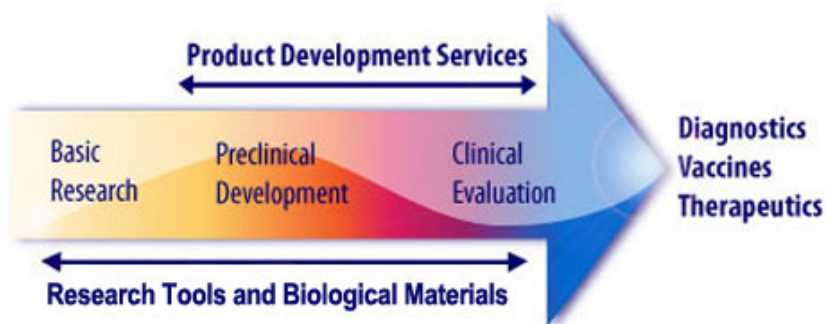 Product Development Services
Basic
Research
Preclinical
Development
Clinical
Evaluation
Diagnostics
Vaccines
Therapeutics
Research Tools and Biological Materials